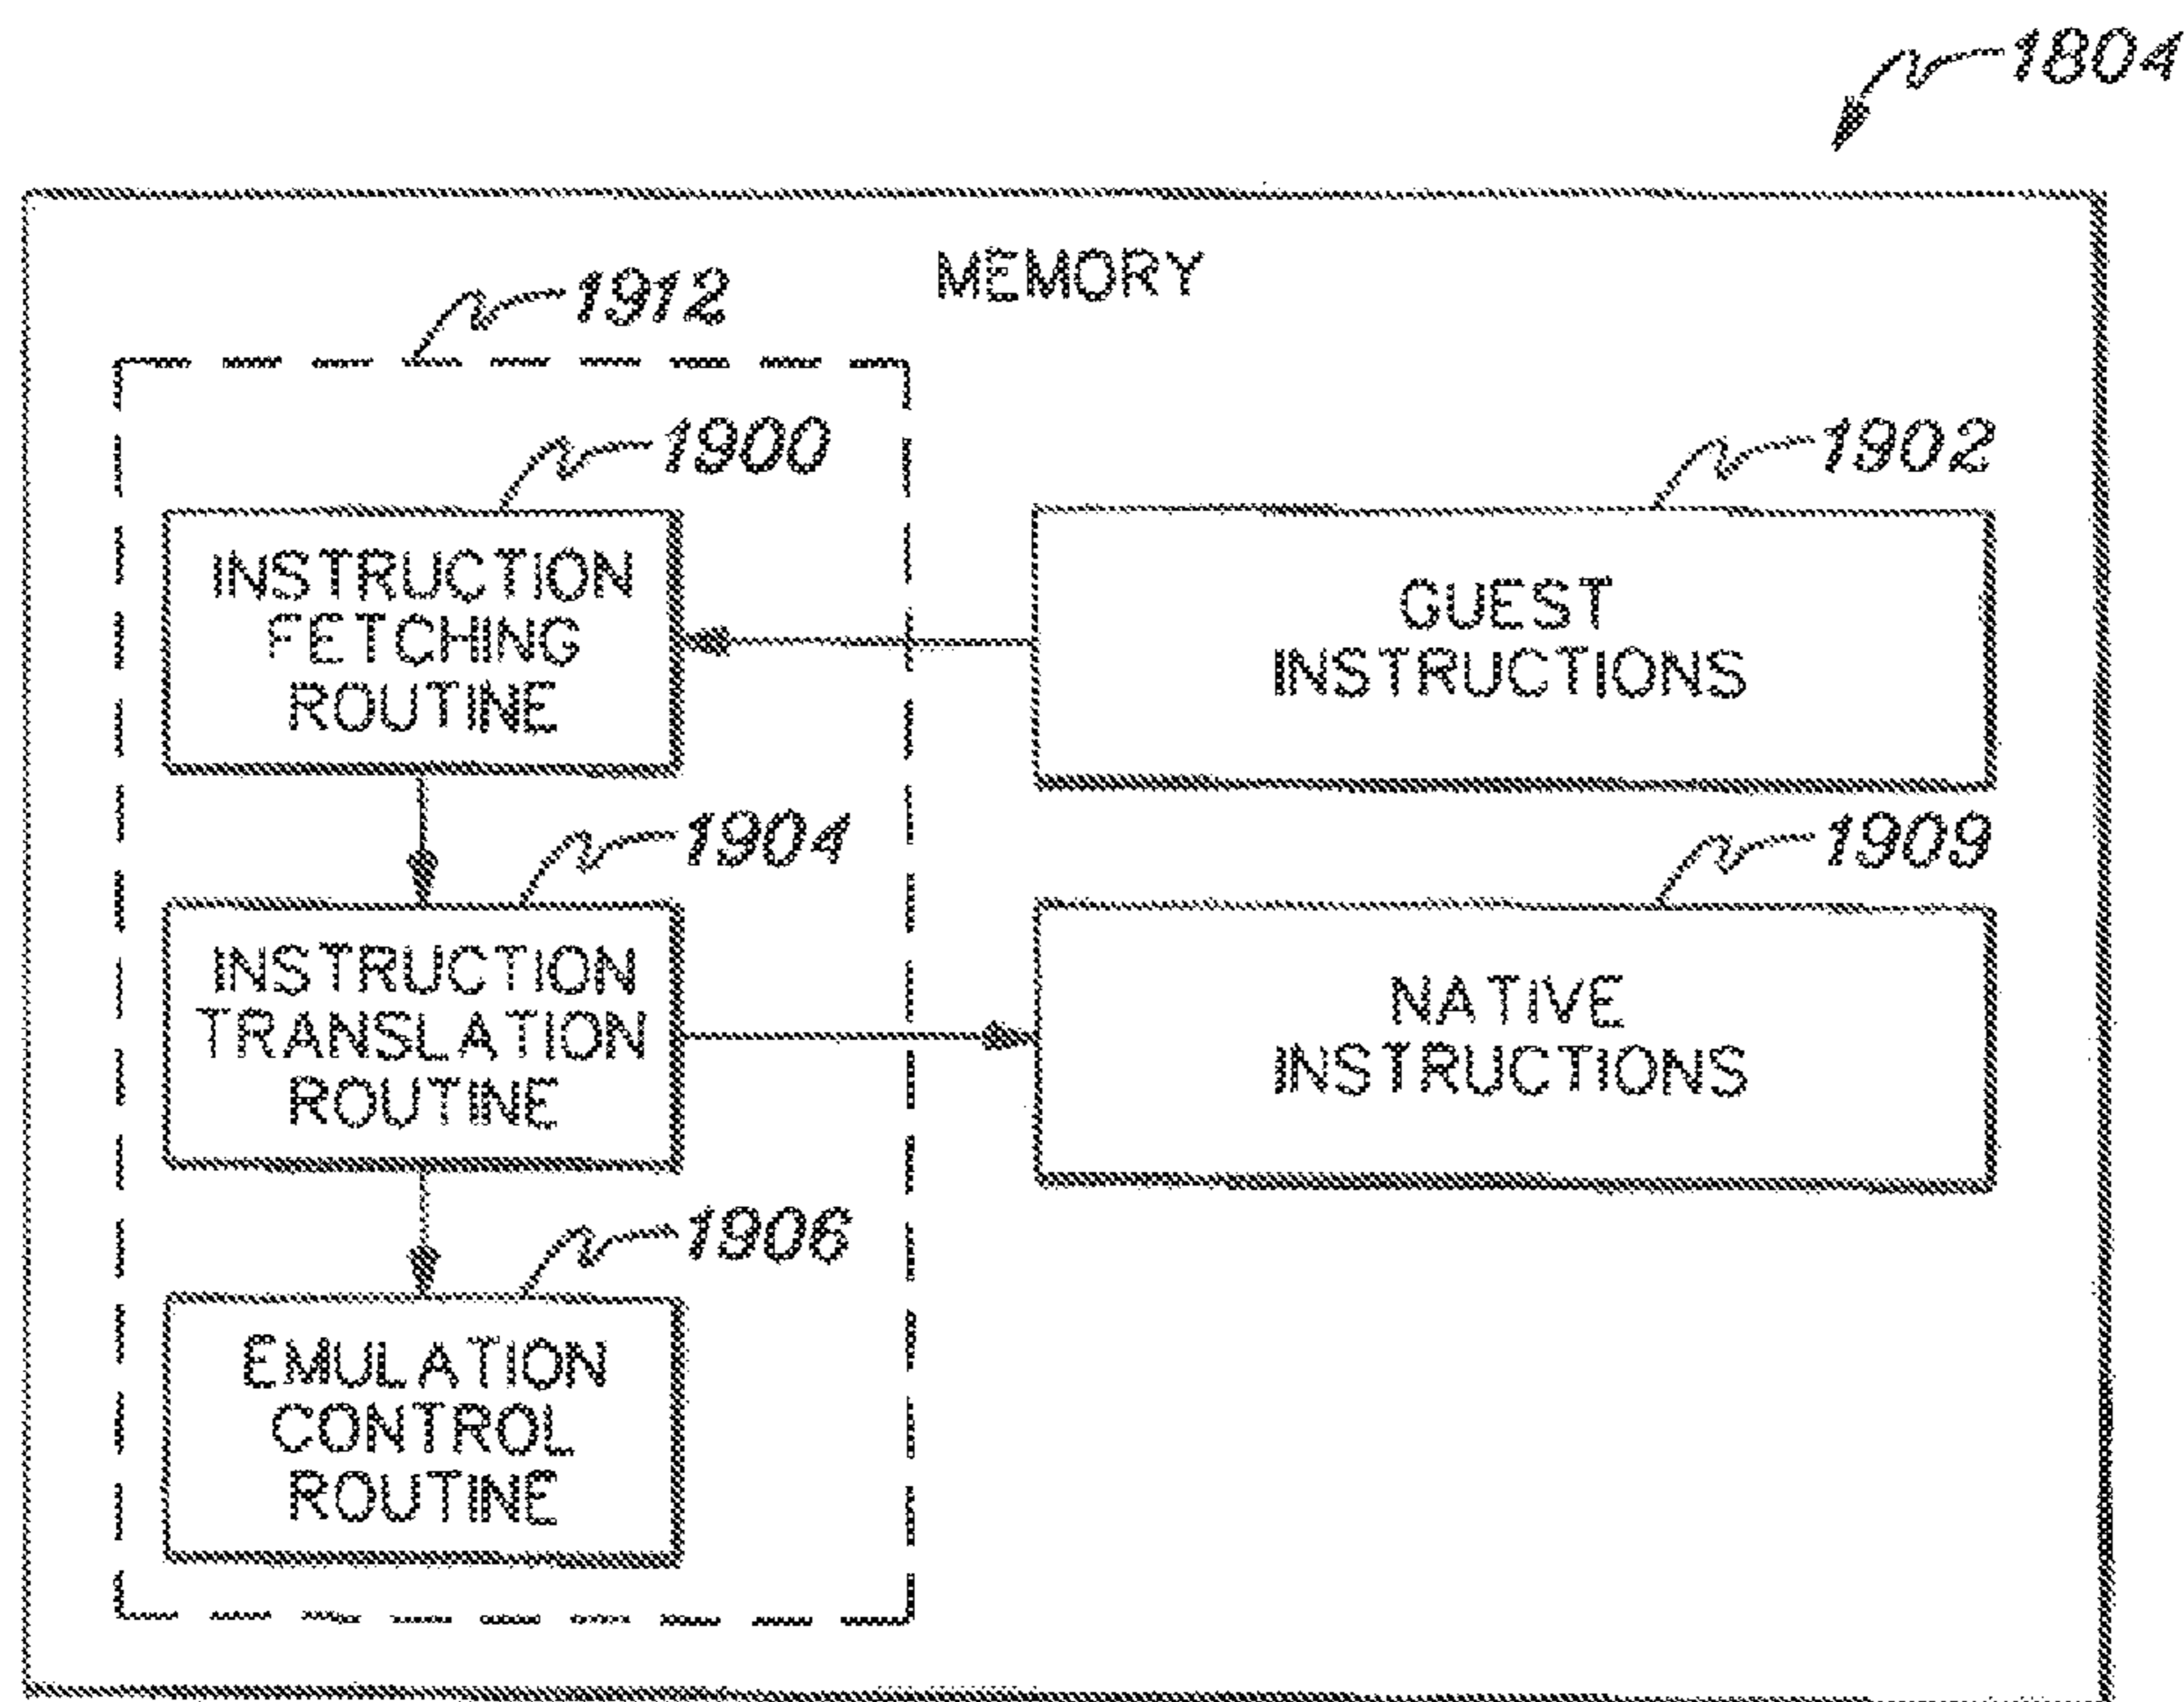 1804
MEMORY
1912
1900
1902
INSTRUCTION
FETCHING
ROUTINE
GUEST
INSTRUCTIONS
1904
1909
INSTRUCTION
TRANSLATION
ROUTINE
NATIVE
INSTRUCTIONS
1906
EMULATION
CONTROL
ROUTINE